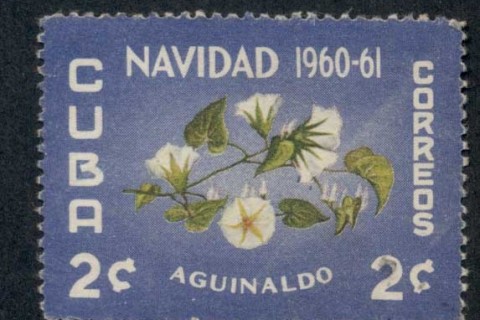 NAVIDAD 1960-61
CUBA
CORREOS
AGUINALDO
2¢
2¢